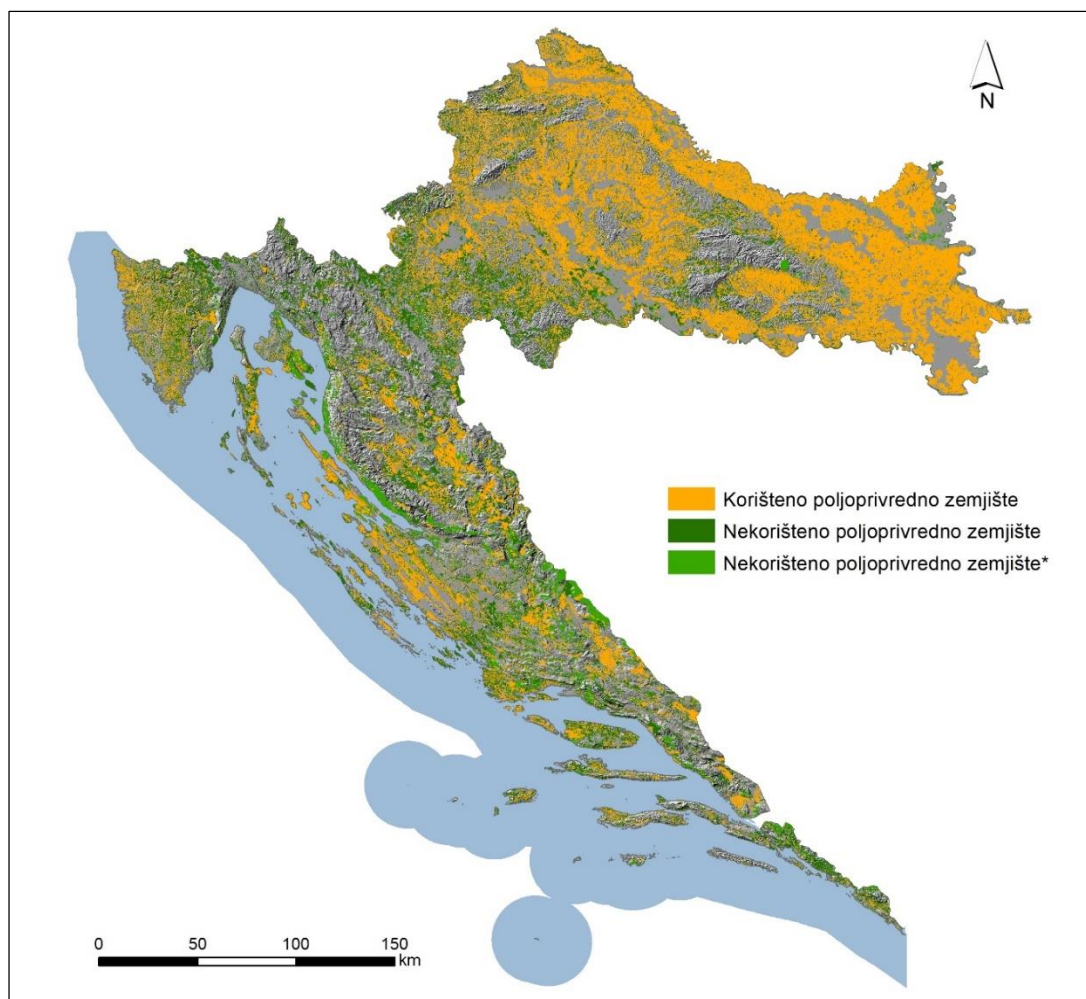 N
Korišteno poljoprivredno zemjište
Nekorišteno poljoprivredno zemjište
Nekorišteno poljoprivredno zemjište*
0 50 100 150
km